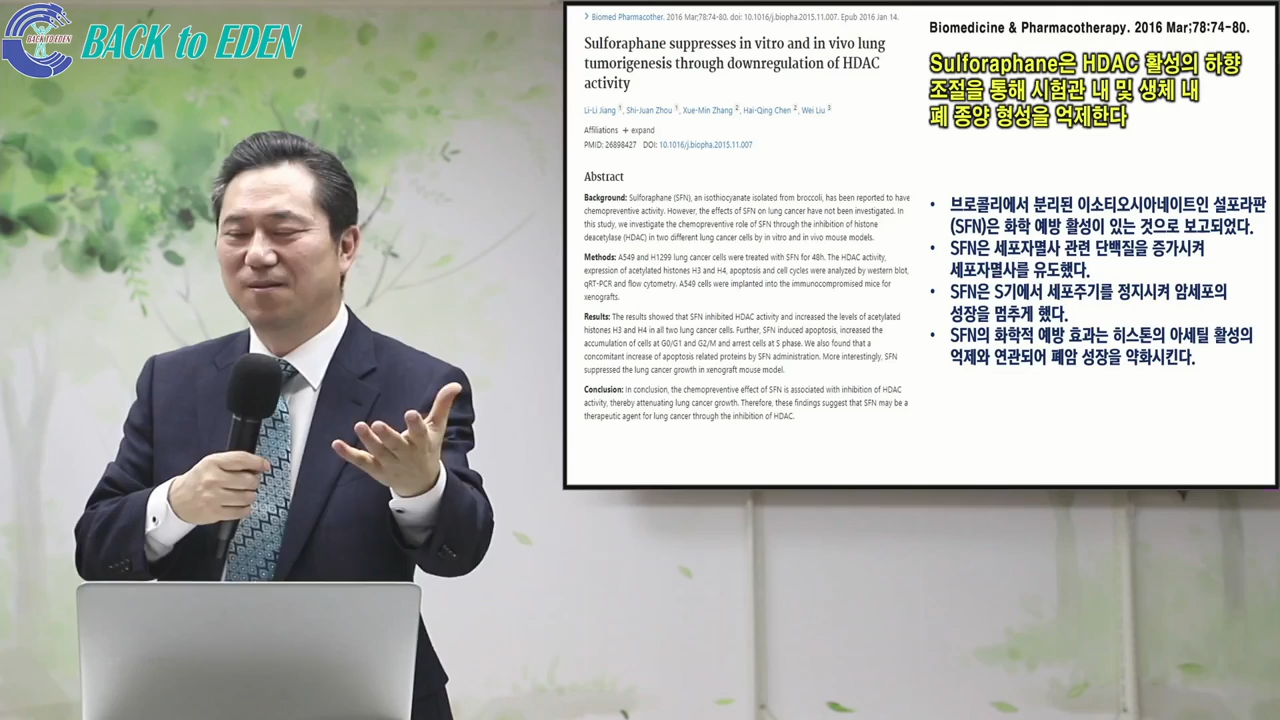 BACK to EDEN
BACK to EDEN
Biomed Pharmacother. 2016 Mar;78:74-80. doi: 10.1016/j.biopha.2015.11.007. Epub 2016 Jan 14.
Sulforaphane suppresses in vitro and in vivo lung
tumorigenesis through downregulation of HDAC
activity
Li-Li Jiang 1, Shi-Juan Zhou 1, Xue-Min Zhang 2, Hai-Qing Chen 2, Wei Liu 3
Affiliations + expand
PMID: 26898427 DOI: 10.1016/j.biopha.2015.11.007
Abstract
Background: Sulforaphane (SFN), an isothiocyanate isolated from broccoli, has been reported to have
chemopreventive activity. However, the effects of SFN on lung cancer have not been investigated. In
this study, we investigate the chemopreventive role of SFN through the inhibition of histone
deacetylase (HDAC) in two different lung cancer cells by in vitro and in vivo mouse models.
Methods: A549 and H1299 lung cancer cells were treated with SFN for 48h. The HDAC activity,
expression of acetylated histones H3 and H4, apoptosis and cell cycles were analyzed by western blot,
qRT-PCR and flow cytometry. A549 cells were implanted into the immunocompromised mice for
xenografts.
Results: The results showed that SFN inhibited HDAC activity and increased the levels of acetylated
histones H3 and H4 in all two lung cancer cells. Further, SFN induced apoptosis, increased the
accumulation of cells at G0/G1 and G2/M and arrest cells at S phase. We also found that a
concomitant increase of apoptosis related proteins by SFN administration. More interestingly, SFN
suppressed the lung cancer growth in xenograft mouse model.
Conclusion: In conclusion, the chemopreventive effect of SFN is associated with inhibition of HDAC
activity, thereby attenuating lung cancer growth. Therefore, these findings suggest that SFN may be a
therapeutic agent for lung cancer through the inhibition of HDAC.
Biomedicine & Pharmacotherapy. 2016 Mar;78:74-80.
Sulforaphane은 HDAC 활성의 하향
조절을 통해 시험관 내 및 생체 내
폐 종양 형성을 억제한다
• 브로콜리에서 분리된 이소티오시아네이트인 설포라판
(SFN)은 화학 예방 활성이 있는 것으로 보고되었다.
• SFN은 세포자멸사 관련 단백질을 증가시켜
세포자멸사를 유도했다.
• SFN은 S기에서 세포주기를 정지시켜 암세포의
성장을 멈추게 했다.
• SFN의 화학적 예방 효과는 히스톤의 아세틸 활성의
억제와 연관되어 폐암 성장을 약화시킨다.